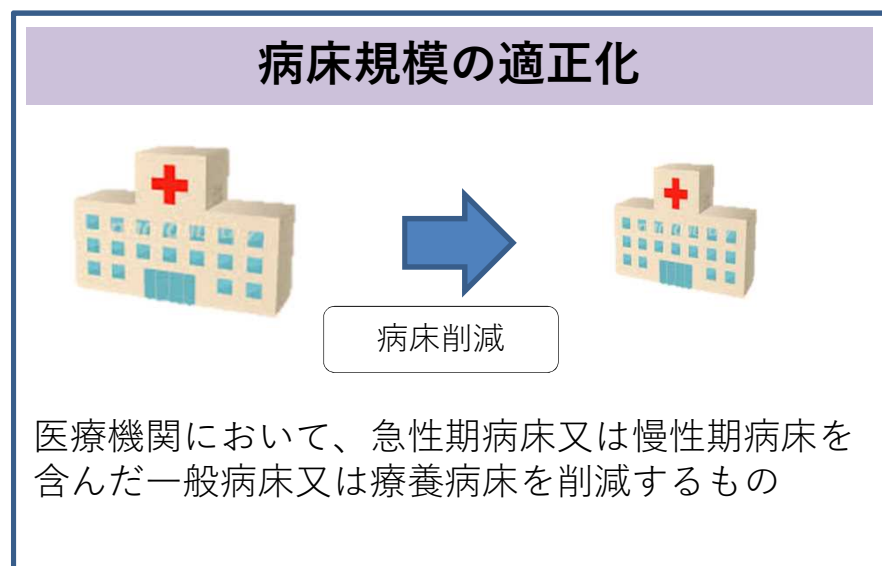 病床規模の適正化
病床削減
医療機関において、急性期病床又は慢性期病床を
含んだ一般病床又は療養病床を削減するもの